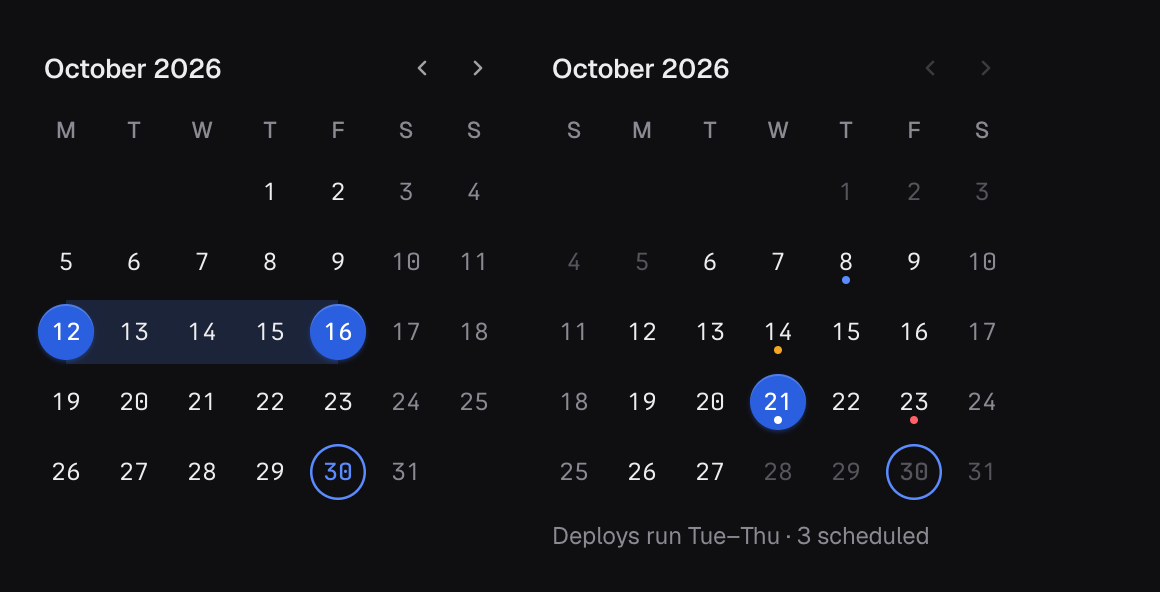 October 2026
M T W T F S S
1 2 3 4
5 6 7 8 9 10 11
12 13 14 15 16 17 18
19 20 21 22 23 24 25
26 27 28 29 30 31
October 2026
S M T W T F S
1 2 3
4 5 6 7 8 9 10
11 12 13 14 15 16 17
18 19 20 21 22 23 24
25 26 27 28 29 30 31
Deploys run Tue–Thu · 3 scheduled